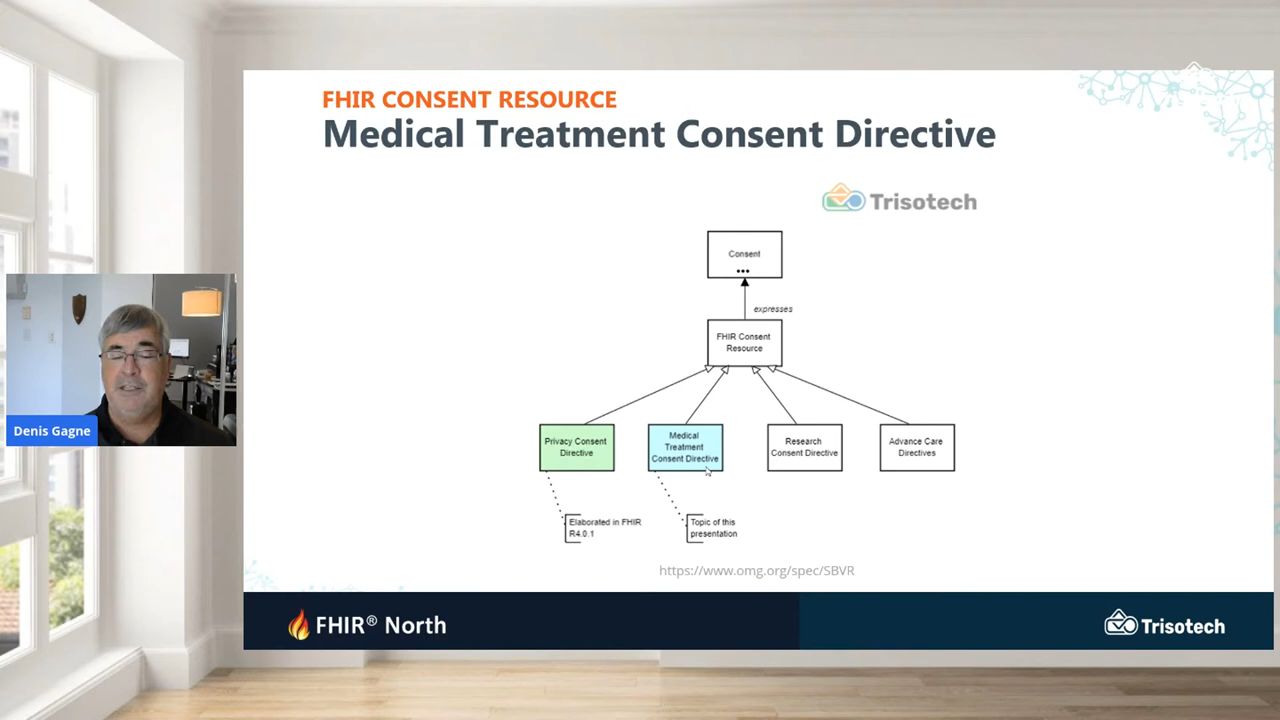 FHIR CONSENT RESOURCE
Medical Treatment Consent Directive
Trisotech
Consent
•••
expresses
FHIR Consent
Resource
Privacy Consent
Directive
Medical
Treatment
Consent Directive
Research
Consent Directive
Advance Care
Directives
Elaborated in FHIR
R4.0.1
Topic of this
presentation
https://www.omg.org/spec/SBVR
Denis Gagne
FHIR® North
Trisotech